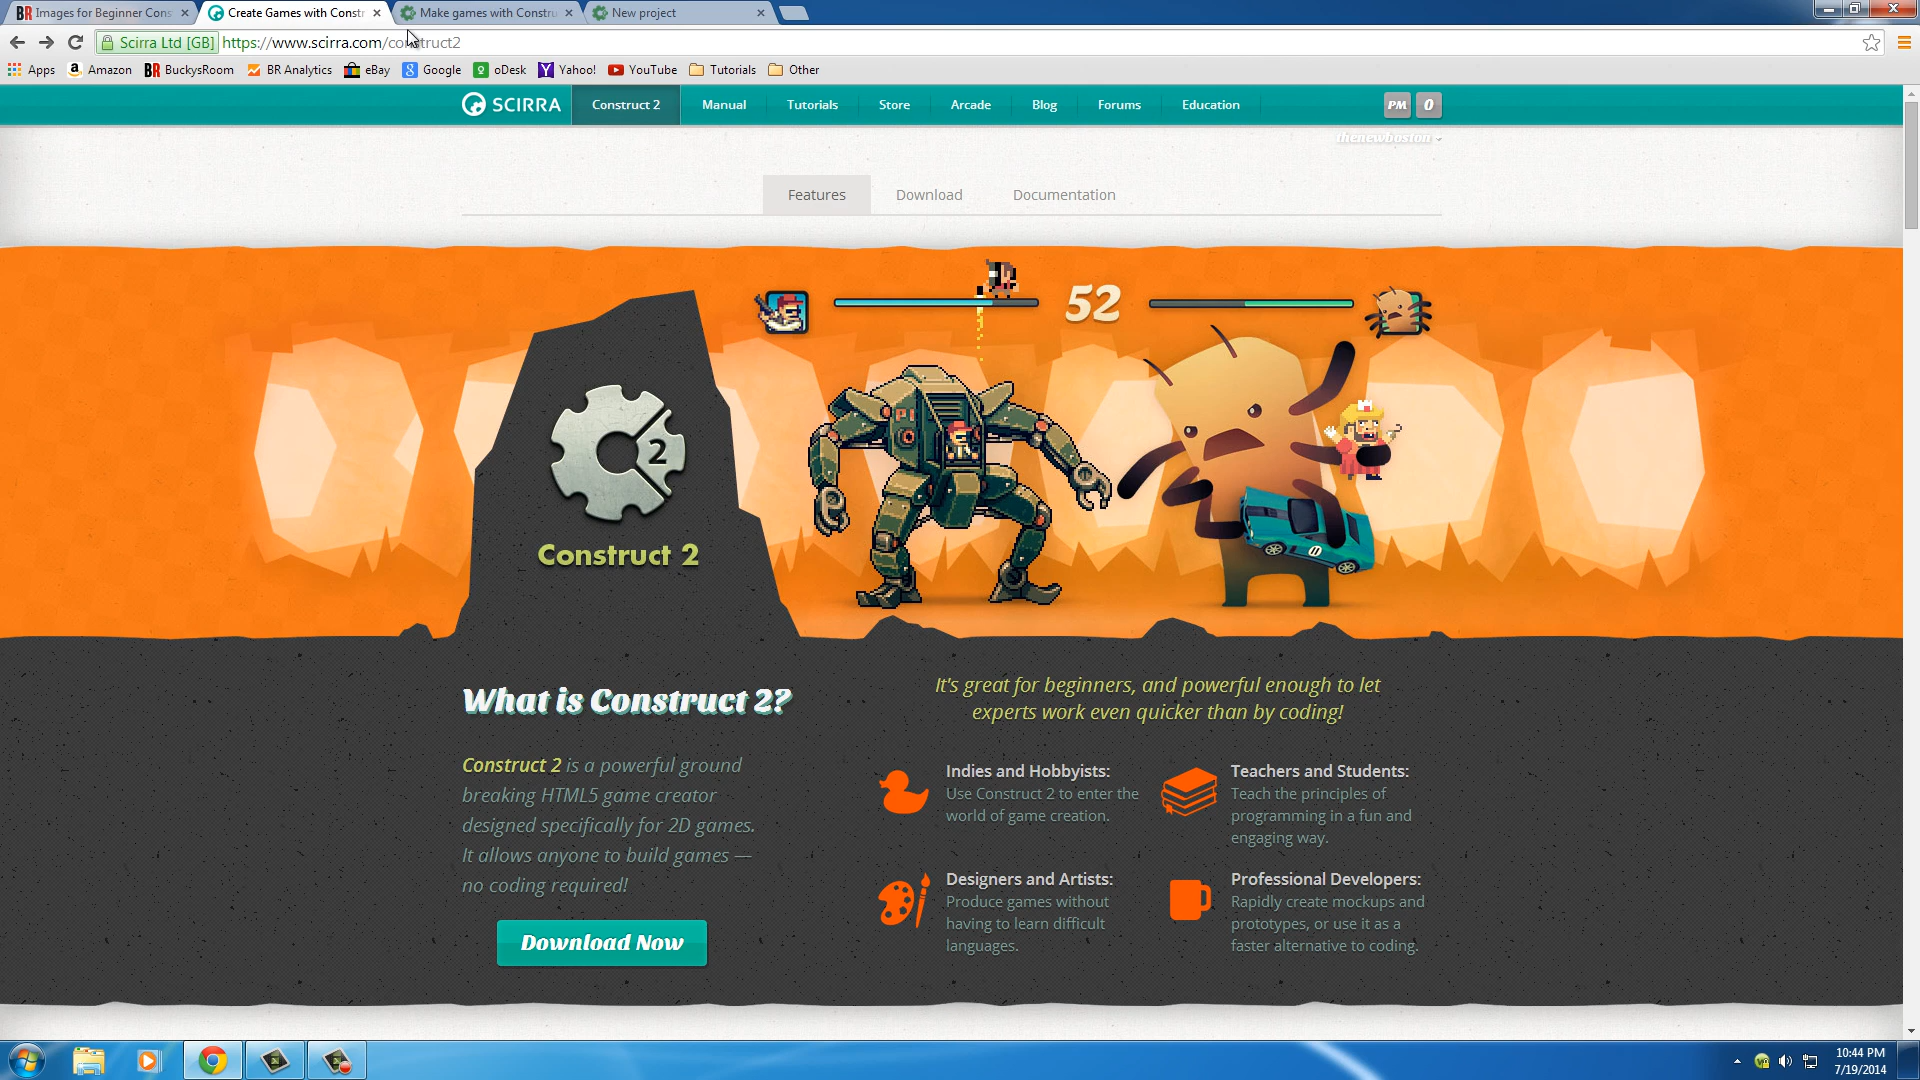 BR Images for Beginner Cons
Create Games with Constr
Make games with Constru
New project
Scirra Ltd [GB]
https://www.scirra.com/construct2
Apps
Amazon
BR BuckysRoom
BR Analytics
eBay
Google
oDesk
Yahoo!
YouTube
Tutorials
Other
SCIRRA
Construct 2
Manual
Tutorials
Store
Arcade
Blog
Forums
Education
PM
0
thenewboston
Features
Download
Documentation
52
PI
2
11
Construct 2
What is Construct 2?
Construct 2 is a powerful ground
breaking HTML5 game creator
designed specifically for 2D games.
It allows anyone to build games —
no coding required!
Download Now
It's great for beginners, and powerful enough to let
experts work even quicker than by coding!
Indies and Hobbyists:
Use Construct 2 to enter the
world of game creation.
Teachers and Students:
Teach the principles of
programming in a fun and
engaging way.
Designers and Artists:
Produce games without
having to learn difficult
languages.
Professional Developers:
Rapidly create mockups and
prototypes, or use it as a
faster alternative to coding.
10:44 PM
7/19/2014